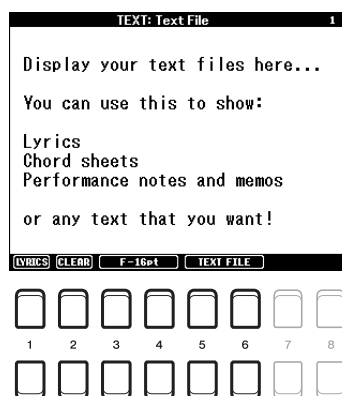 TEXT: Text File 1
Display your text files here...
You can use this to show:
Lyrics
Chord sheets
Performance notes and memos
or any text that you want!
LYRICS CLEAR F-16pt TEXT FILE
1 2 3 4 5 6 7 8